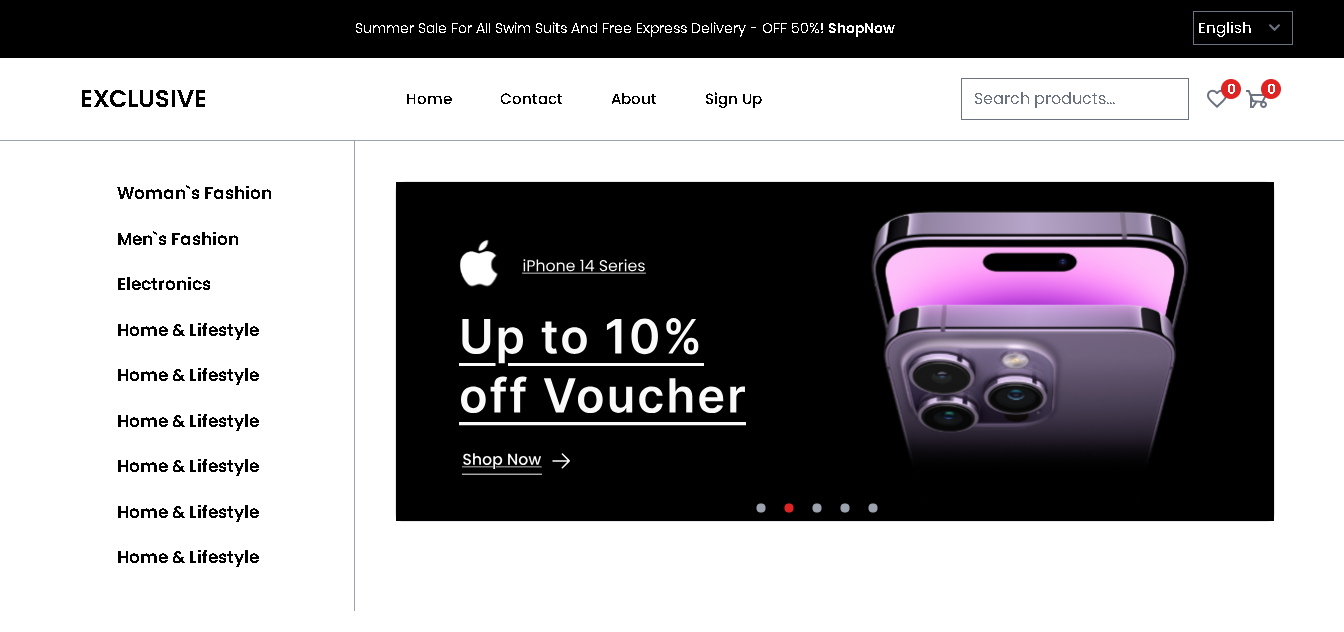 Summer Sale For All Swim Suits And Free Express Delivery - OFF 50%! ShopNow
English
EXCLUSIVE
Home
Contact
About
Sign Up
Search products...
0
0
Woman`s Fashion
Men`s Fashion
Electronics
Home & Lifestyle
Home & Lifestyle
Home & Lifestyle
Home & Lifestyle
Home & Lifestyle
Home & Lifestyle
iPhone 14 Series
Up to 10%
off Voucher
Shop Now